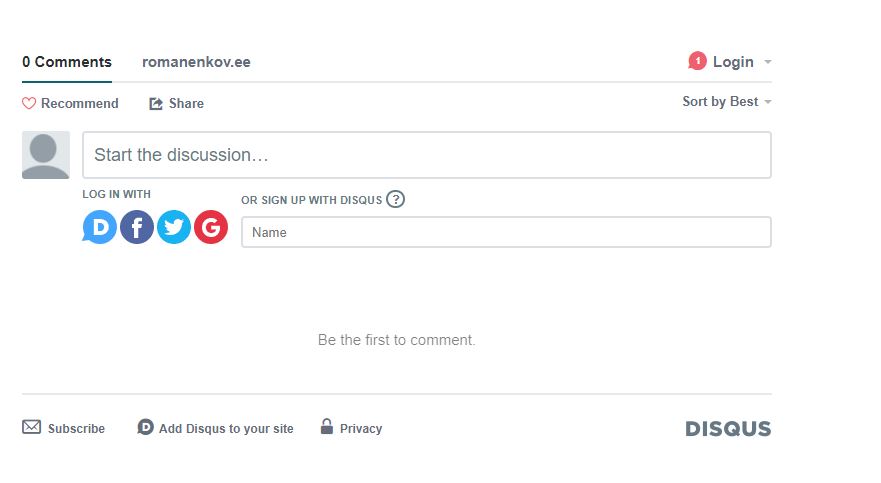 0 Comments romanenkov.ee 1 Login
Recommend Share Sort by Best
Start the discussion…
LOG IN WITH
OR SIGN UP WITH DISQUS ?
D f G
Name
Be the first to comment.
Subscribe D Add Disqus to your site Privacy DISQUS